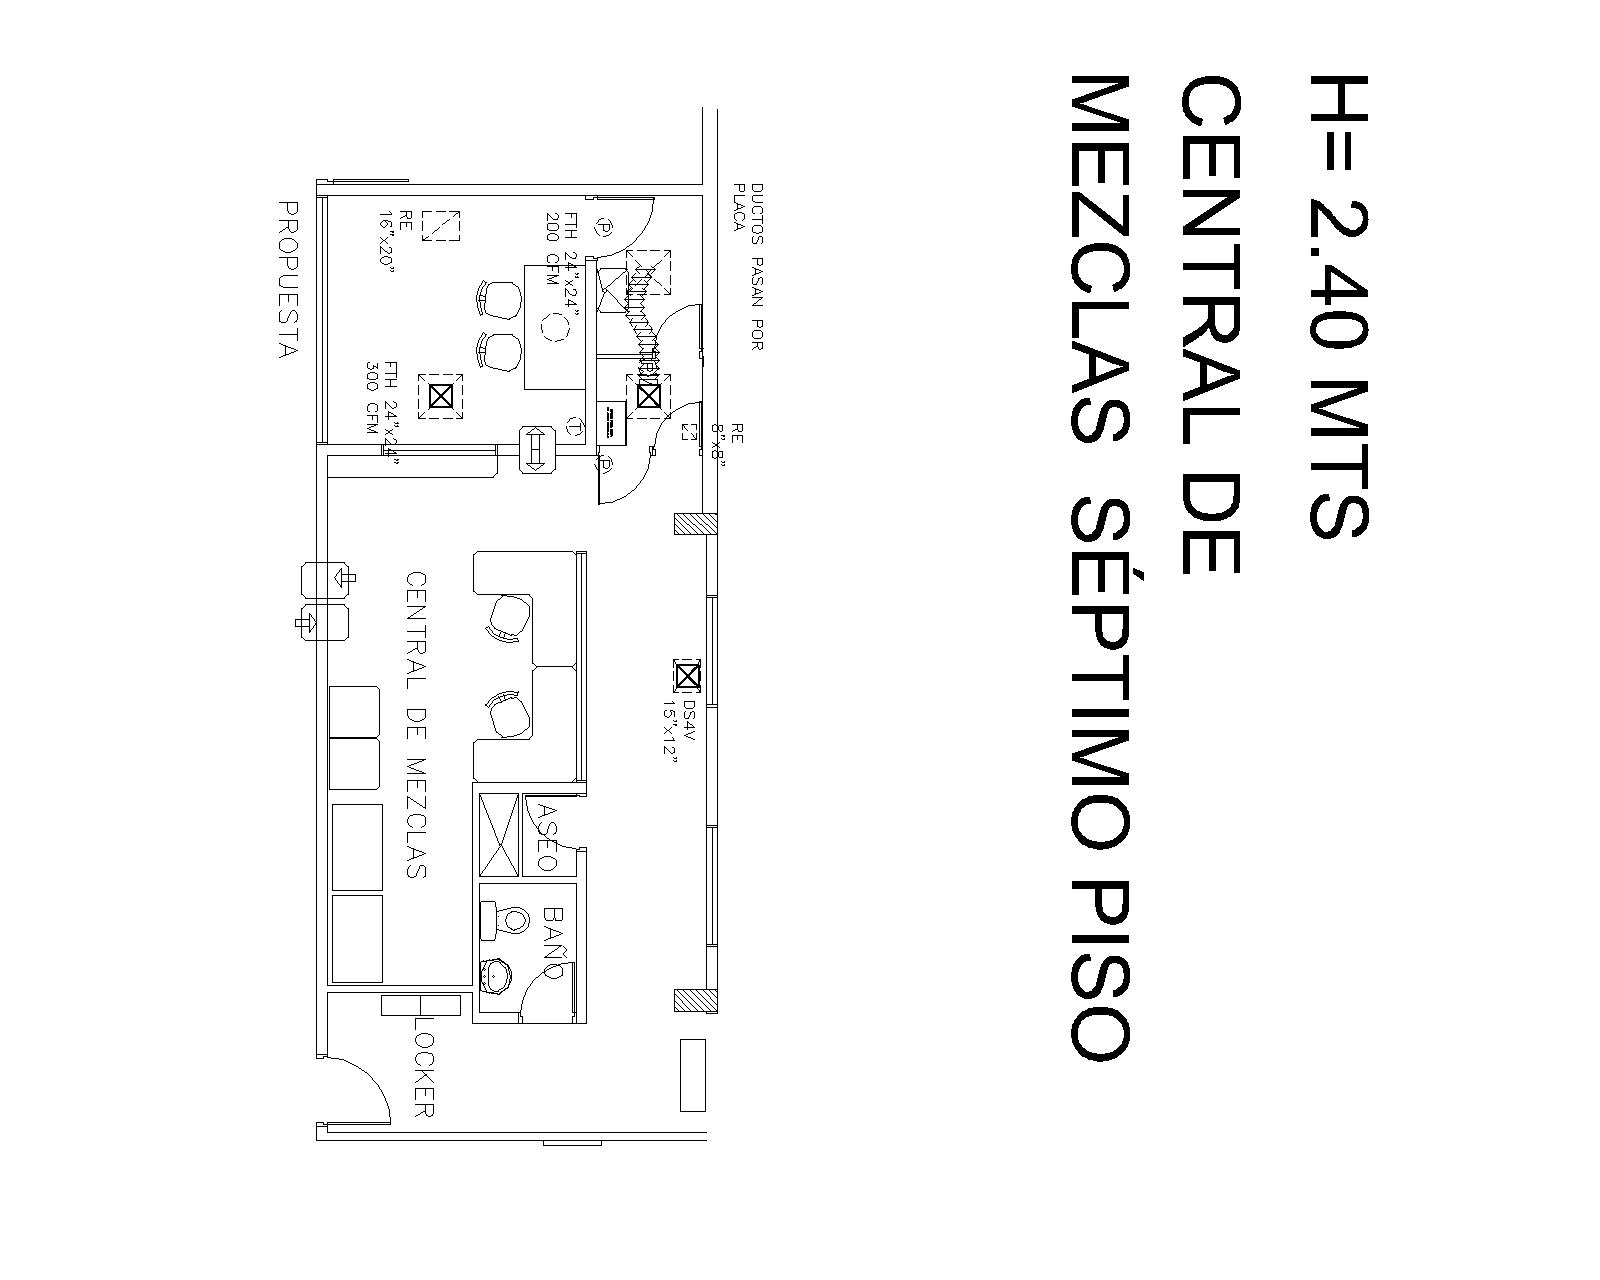 H= 2.40 MTS
CENTRAL DE
MEZCLAS SÉPTIMO PISO
DUCTOS PASAN POR
PLACA
RE
8"x8"
FTH 24"x24"
200 CFM
P
RE
16"x20"
FTH 24"x24"
300 CFM
T
P
PROPUESTA
DS4V
15"x12"
CENTRAL DE MEZCLAS
ASEO
BAÑO
LOCKER